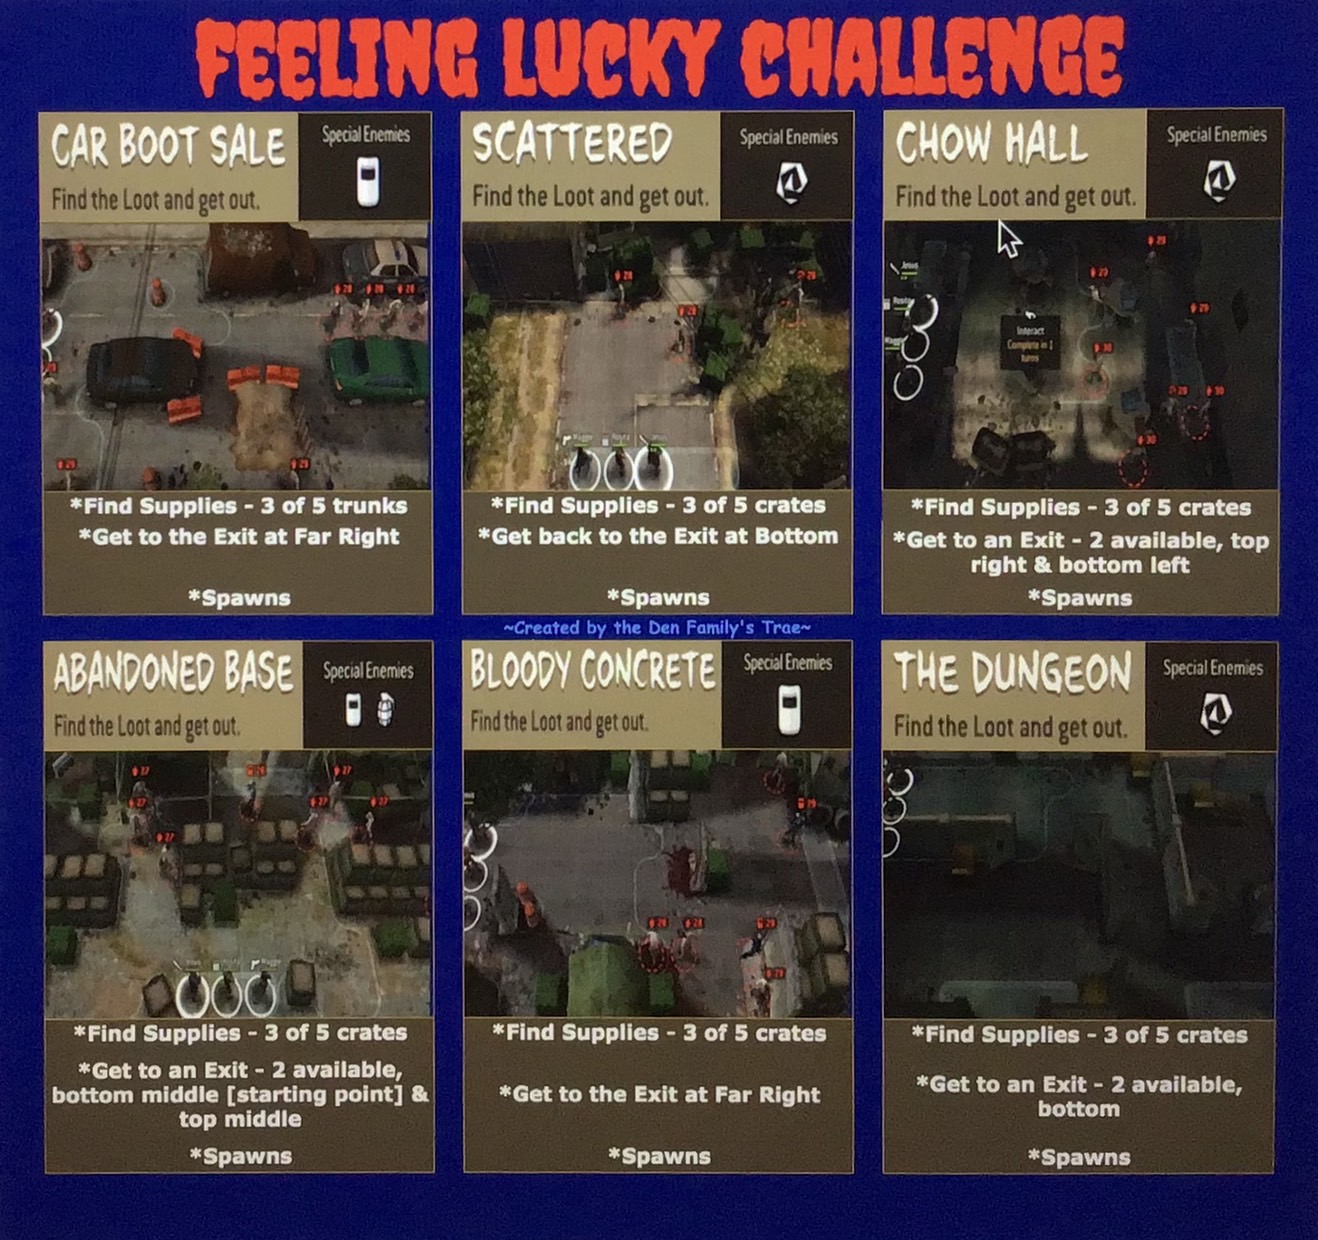 FEELING LUCKY CHALLENGE
CAR BOOT SALE
Special Enemies
Find the Loot and get out.
*Find Supplies - 3 of 5 trunks
*Get to the Exit at Far Right
*Spawns
SCATTERED
Special Enemies
Find the Loot and get out.
*Find Supplies - 3 of 5 crates
*Get back to the Exit at Bottom
*Spawns
CHOW HALL
Special Enemies
Find the Loot and get out.
Jesus
Interact
Complete in 1
turns
*Find Supplies - 3 of 5 crates
*Get to an Exit - 2 available, top
right & bottom left
*Spawns
~Created by the Den Family's Trae~
ABANDONED BASE
Special Enemies
Find the Loot and get out.
*Find Supplies - 3 of 5 crates
*Get to an Exit - 2 available,
bottom middle [starting point] &
top middle
*Spawns
BLOODY CONCRETE
Special Enemies
Find the Loot and get out.
*Find Supplies - 3 of 5 crates
*Get to the Exit at Far Right
*Spawns
THE DUNGEON
Special Enemies
Find the Loot and get out.
*Find Supplies - 3 of 5 crates
*Get to an Exit - 2 available,
bottom
*Spawns